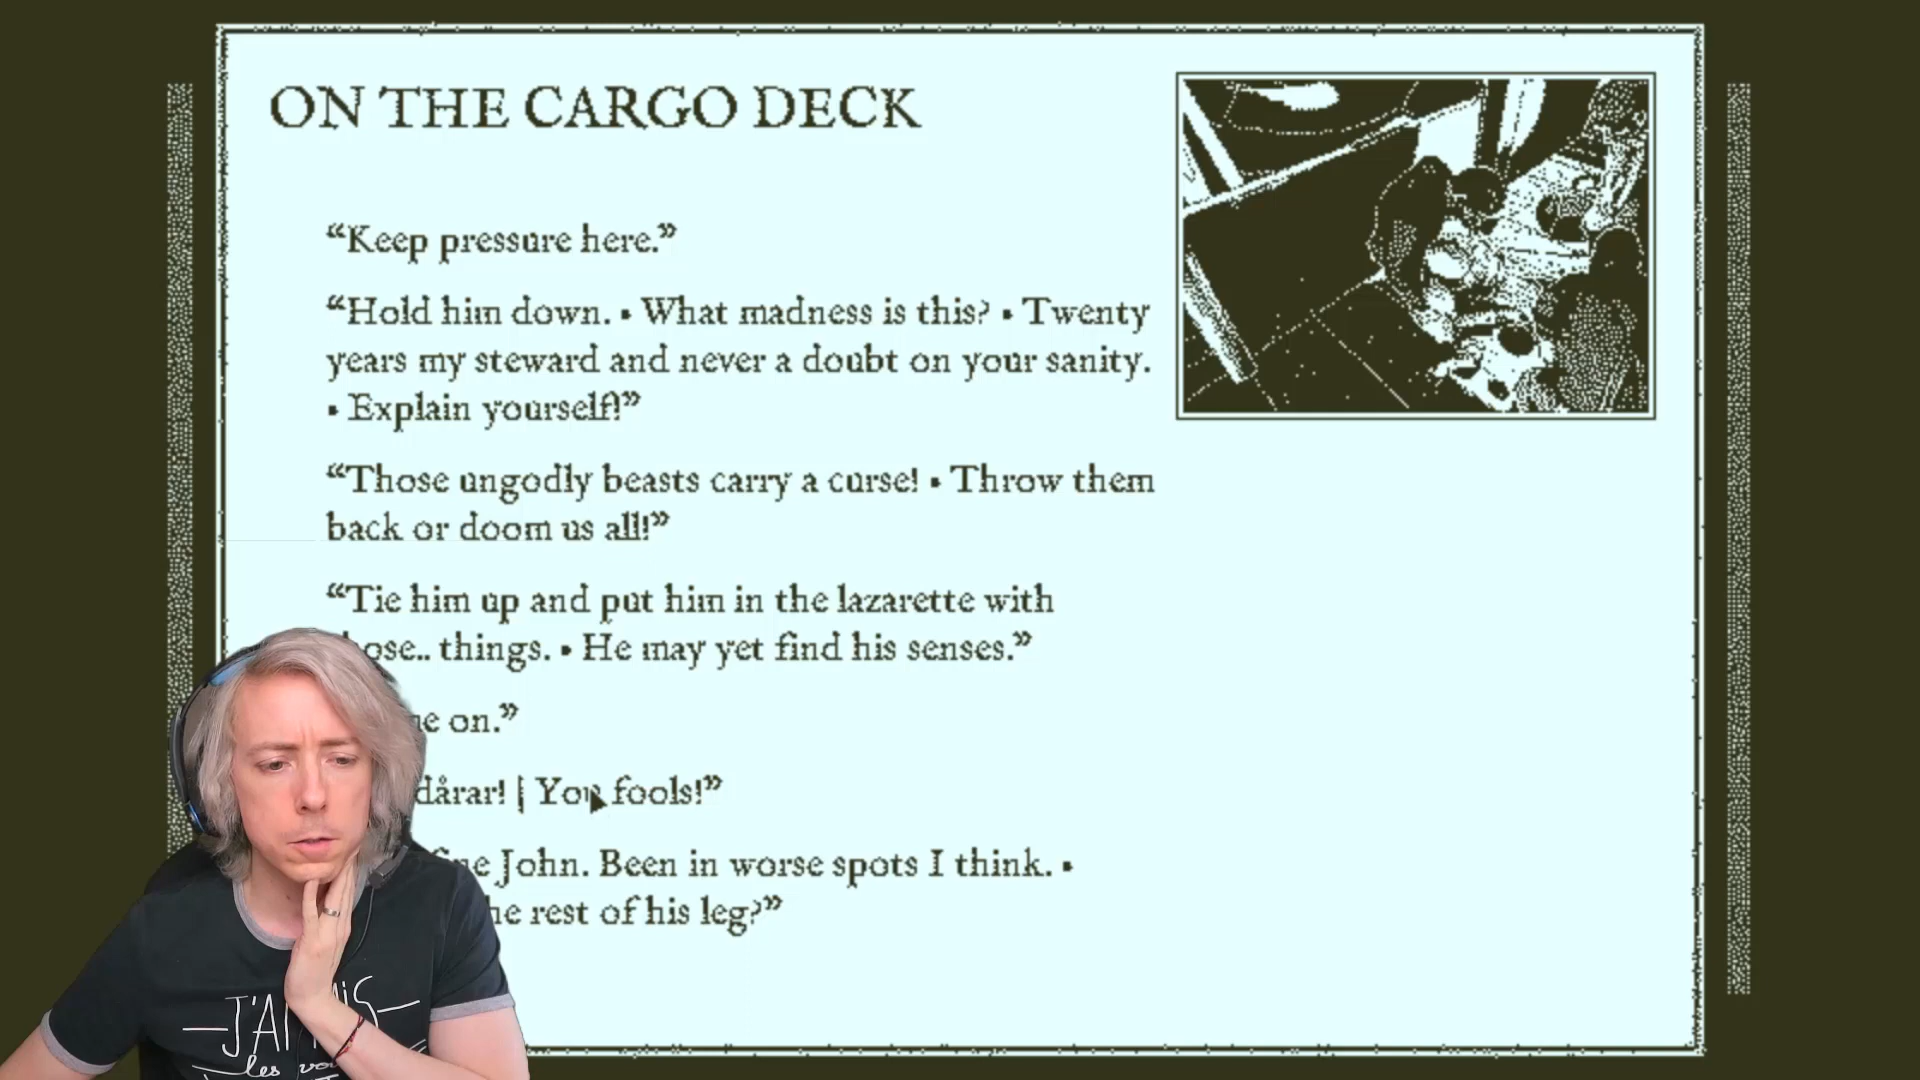 ON THE CARGO DECK
“Keep pressure here.”
“Hold him down. • What madness is this? • Twenty
years my steward and never a doubt on your sanity.
• Explain yourself!”
“Those ungodly beasts carry a curse! • Throw them
back or doom us all!”
“Tie him up and put him in the lazarette with
things. • He may yet find his senses.”
on.”
dårar! | You fools!”
John. Been in worse spots I think. •
rest of his leg?”
J'A
les